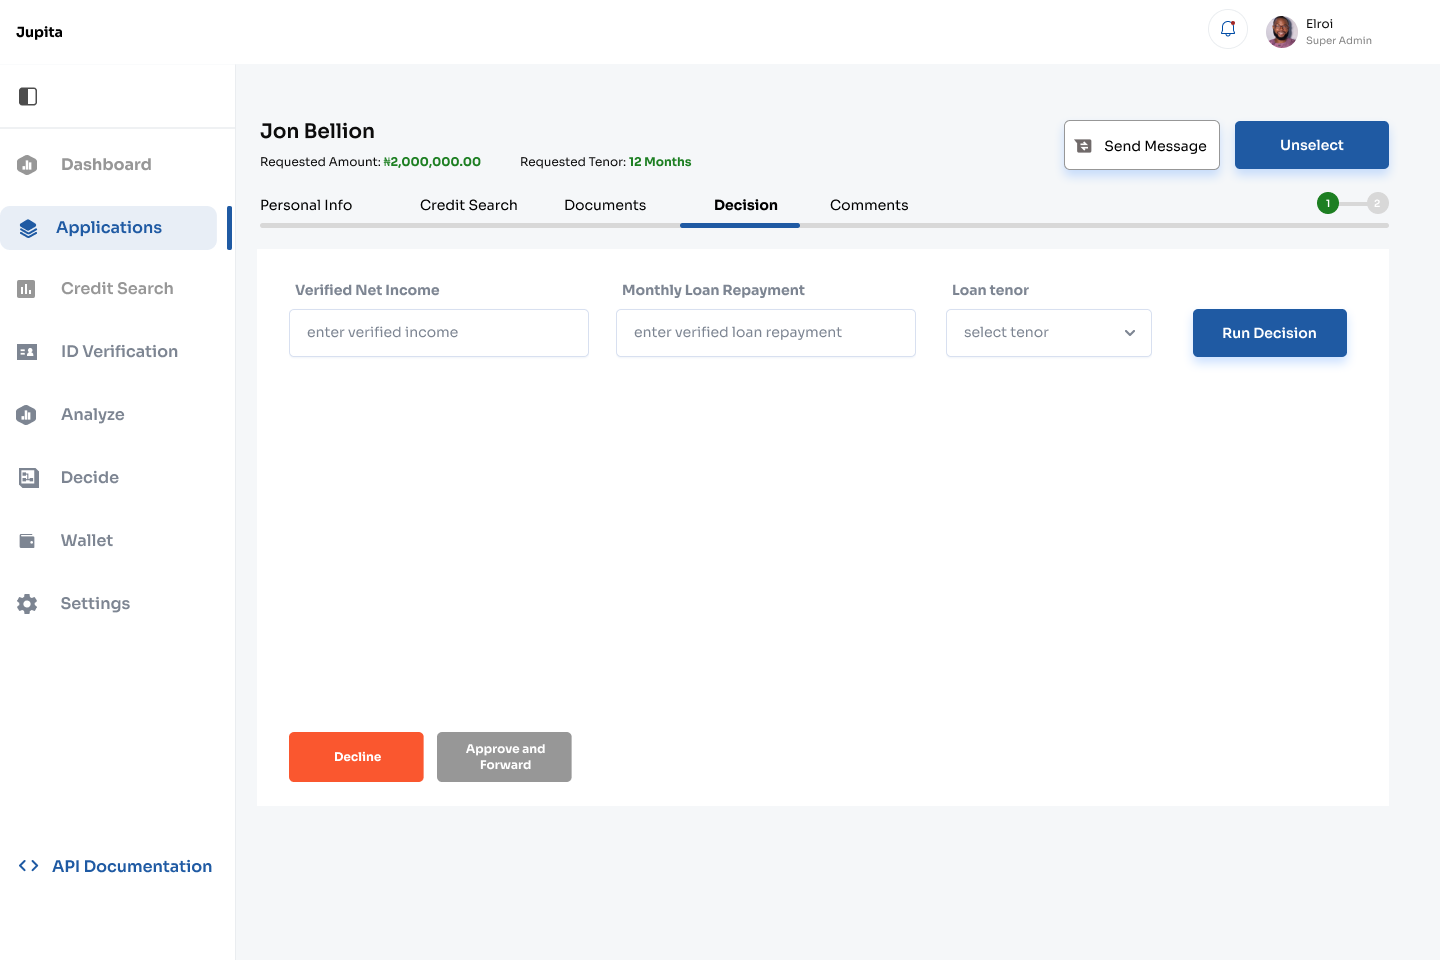 Jupita
Elroi
Super Admin
Dashboard
Applications
Credit Search
ID Verification
Analyze
Decide
Wallet
Settings
API Documentation
Jon Bellion
Requested Amount: ₦2,000,000.00
Requested Tenor: 12 Months
Send Message
Unselect
Personal Info
Credit Search
Documents
Decision
Comments
1
2
Verified Net Income
Monthly Loan Repayment
Loan tenor
enter verified income
enter verified loan repayment
select tenor
Run Decision
Decline
Approve and
Forward